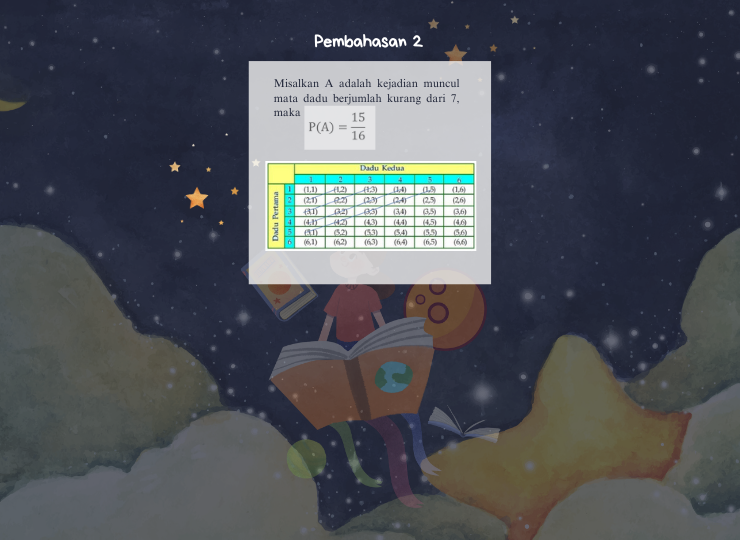 Pembahasan 2
Misalkan A adalah kejadian muncul
mata dadu berjumlah kurang dari 7,
maka P(A) = 15/16
Dadu Kedua
1 2 3 4 5 6
Dadu Pertama
1 (1,1) (1,2) (1,3) (1,4) (1,5) (1,6)
2 (2,1) (2,2) (2,3) (2,4) (2,5) (2,6)
3 (3,1) (3,2) (3,3) (3,4) (3,5) (3,6)
4 (4,1) (4,2) (4,3) (4,4) (4,5) (4,6)
5 (5,1) (5,2) (5,3) (5,4) (5,5) (5,6)
6 (6,1) (6,2) (6,3) (6,4) (6,5) (6,6)